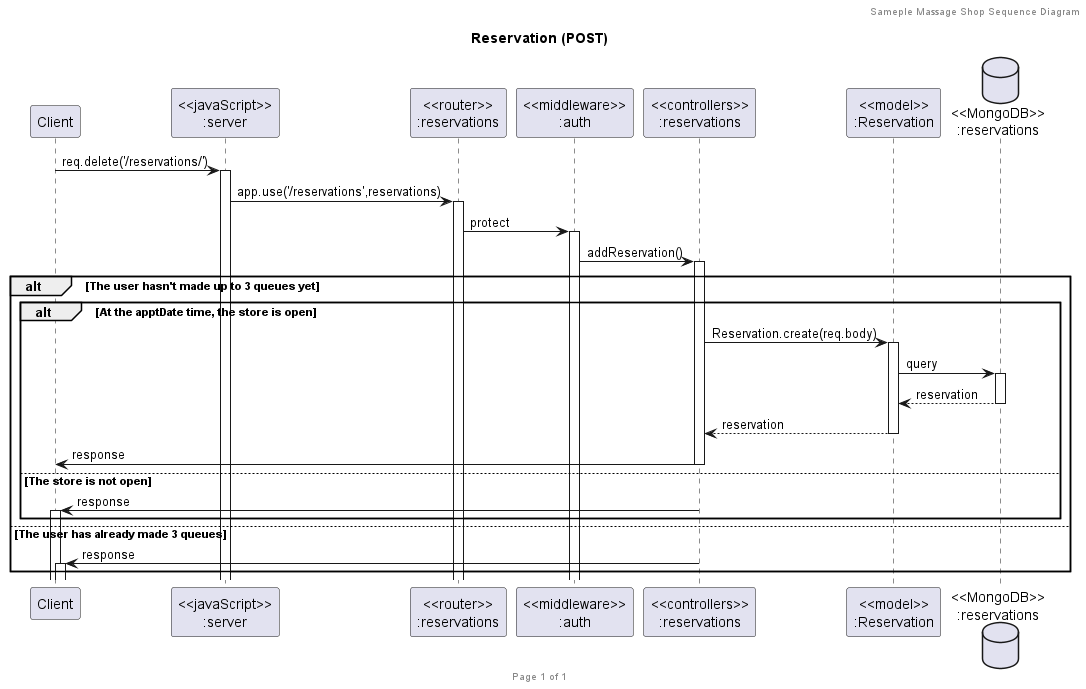 Sameple Massage Shop Sequence Diagram
Reservation (POST)
Client
<<javaScript>>
:server
<<router>>
:reservations
<<middleware>>
:auth
<<controllers>>
:reservations
<<model>>
:Reservation
<<MongoDB>>
:reservations
req.delete('/reservations/')
app.use('/reservations',reservations)
protect
addReservation()
alt
[The user hasn't made up to 3 queues yet]
alt
[At the apptDate time, the store is open]
Reservation.create(req.body)
query
reservation
reservation
response
[The store is not open]
response
[The user has already made 3 queues]
response
Client
<<javaScript>>
:server
<<router>>
:reservations
<<middleware>>
:auth
<<controllers>>
:reservations
<<model>>
:Reservation
<<MongoDB>>
:reservations
Page 1 of 1